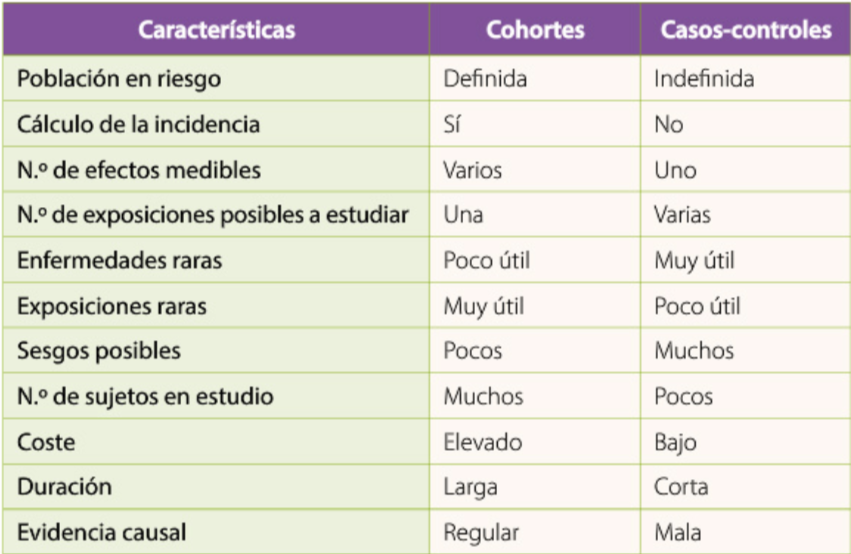 Características Cohortes Casos-controles
Población en riesgo Definida Indefinida
Cálculo de la incidencia Sí No
N.º de efectos medibles Varios Uno
N.º de exposiciones posibles a estudiar Una Varias
Enfermedades raras Poco útil Muy útil
Exposiciones raras Muy útil Poco útil
Sesgos posibles Pocos Muchos
N.º de sujetos en estudio Muchos Pocos
Coste Elevado Bajo
Duración Larga Corta
Evidencia causal Regular Mala